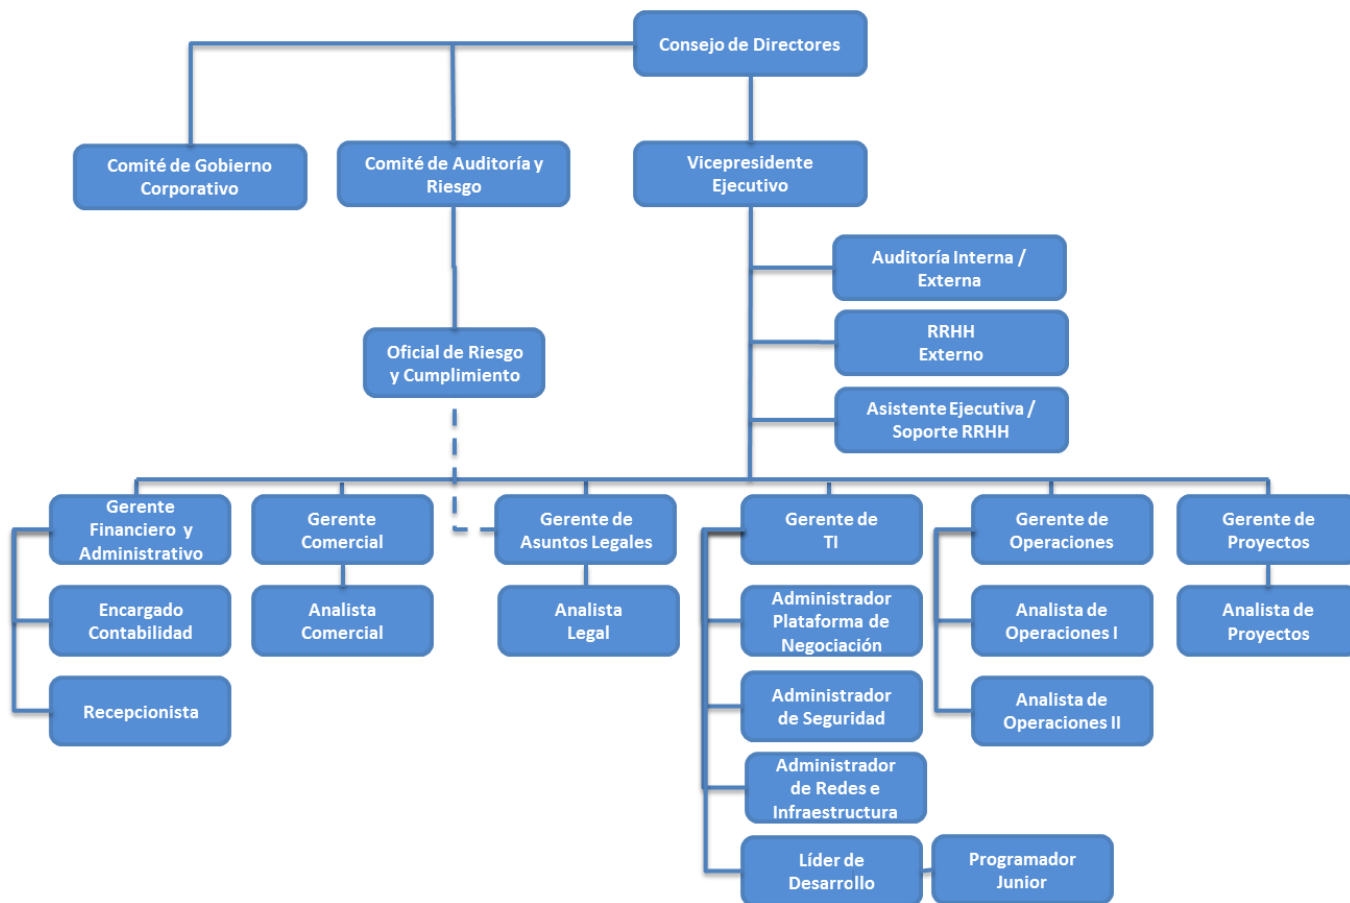 Consejo de Directores
Comité de Gobierno
Corporativo
Comité de Auditoría y
Riesgo
Vicepresidente
Ejecutivo
Auditoría Interna /
Externa
RRHH
Externo
Oficial de Riesgo
y Cumplimiento
Asistente Ejecutiva /
Soporte RRHH
Gerente
Financiero y
Administrativo
Gerente
Comercial
Gerente de
Asuntos Legales
Gerente de
TI
Gerente de
Operaciones
Gerente de
Proyectos
Encargado
Contabilidad
Analista
Comercial
Analista
Legal
Administrador
Plataforma de
Negociación
Analista de
Operaciones I
Analista de
Proyectos
Recepcionista
Administrador
de Seguridad
Analista de
Operaciones II
Administrador
de Redes e
Infraestructura
Líder de
Desarrollo
Programador
Junior